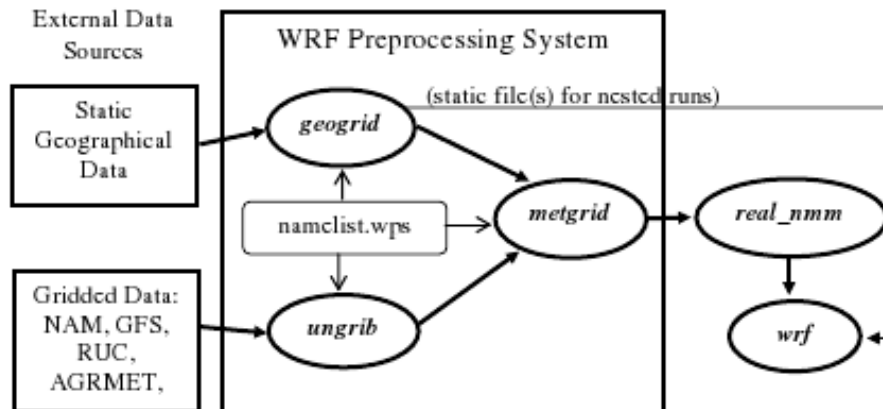 External Data
Sources
WRF Preprocessing System
(static file(s) for nested runs)
Static
Geographical
Data
geogrid
namelist.wps
metgrid
real_nmm
Gridded Data:
NAM, GFS,
RUC,
AGRMET,
ungrib
wrf